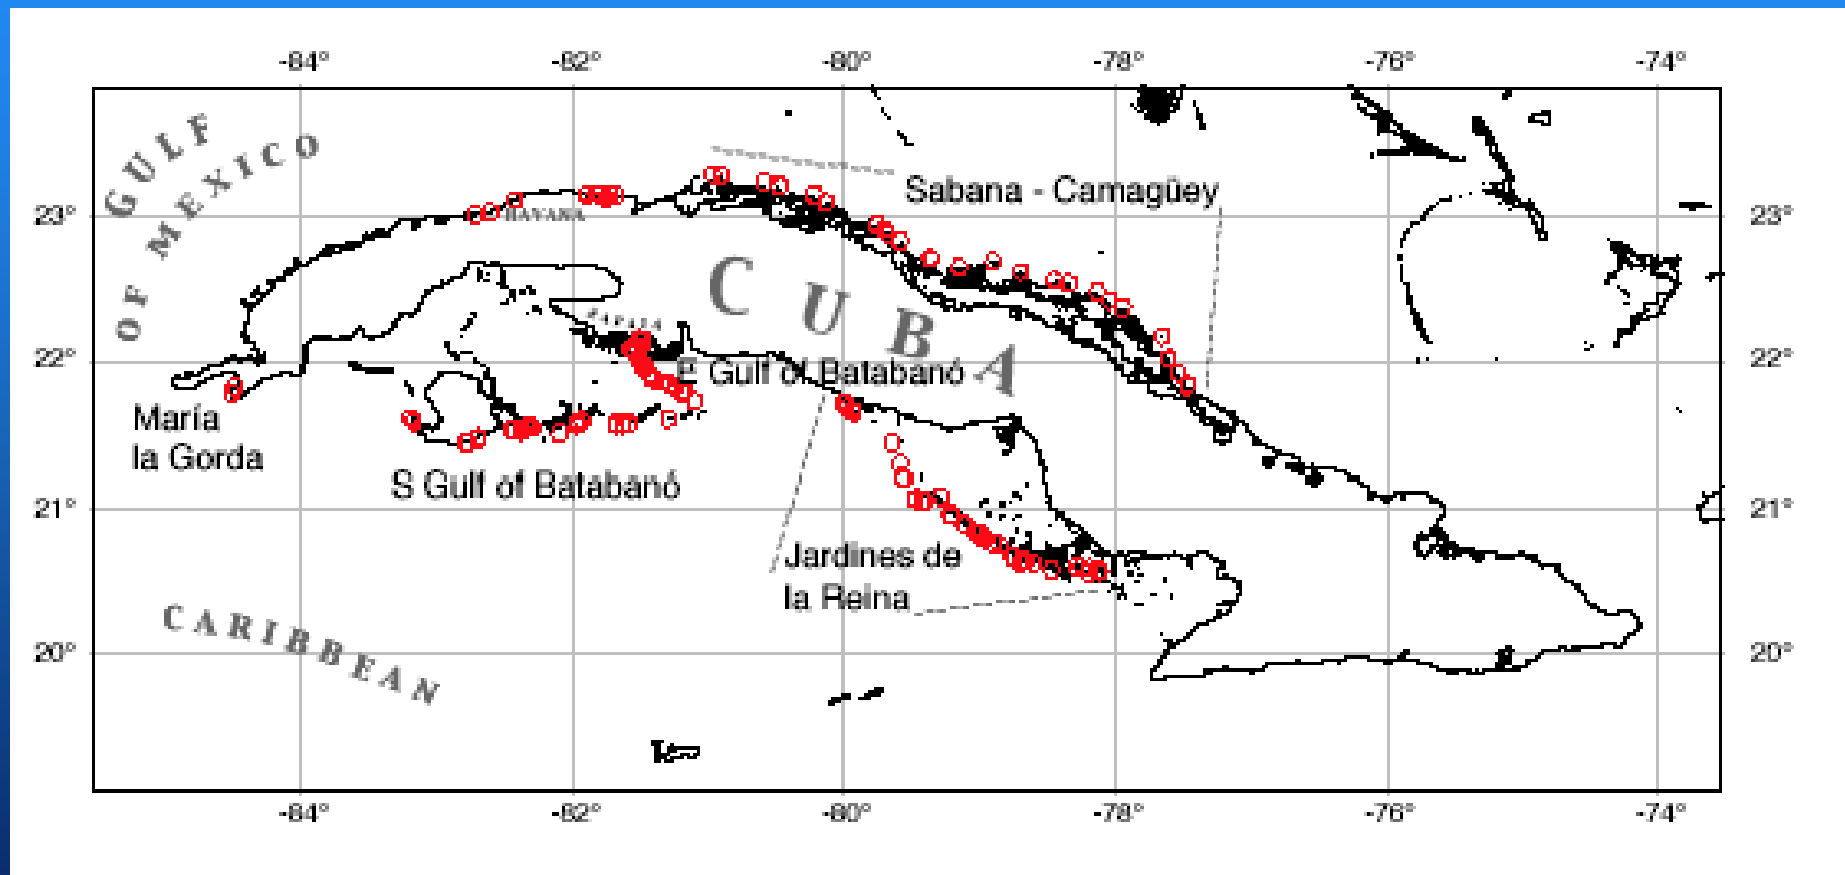 -84° -82° -80° -78° -76° -74°
GULF
OF MEXICO
Sabana - Camagüey
23° HAVANA 23°
CUBA
ZAPATA
22° 22°
E Gulf of Batabanó
María
la Gorda
S Gulf of Batabanó
21° 21°
Jardines de
la Reina
CARIBBEAN
20° 20°
-84° -82° -80° -78° -76° -74°